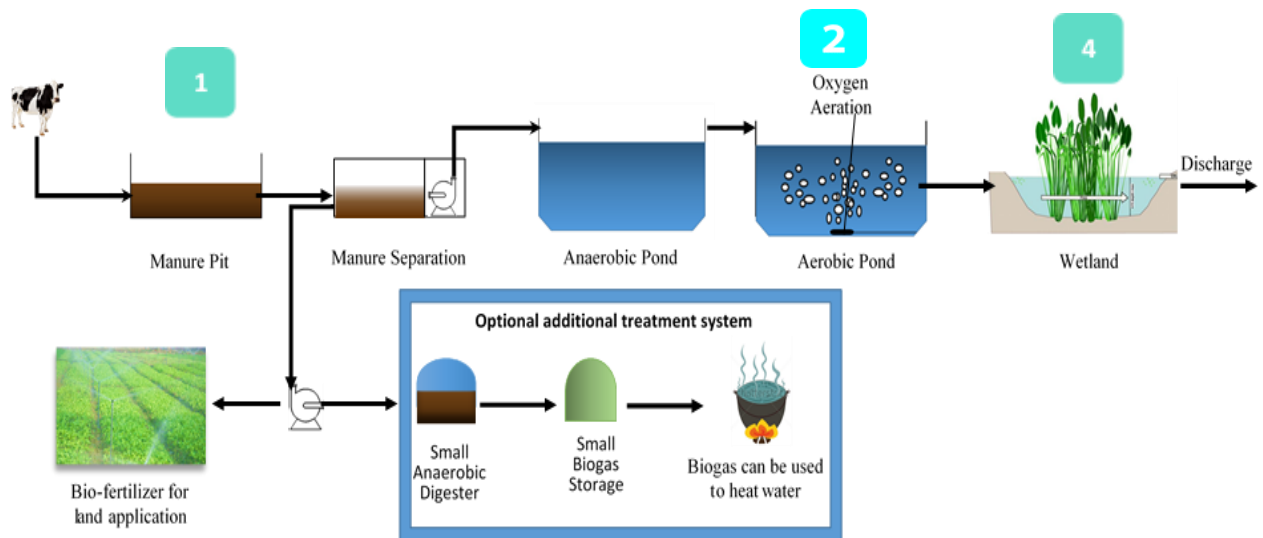 1
2
4
Oxygen
Aeration
Discharge
Manure Pit
Manure Separation
Anaerobic Pond
Aerobic Pond
Wetland
Optional additional treatment system
Small
Anaerobic
Digester
Small
Biogas
Storage
Biogas can be used
to heat water
Bio-fertilizer for
land application